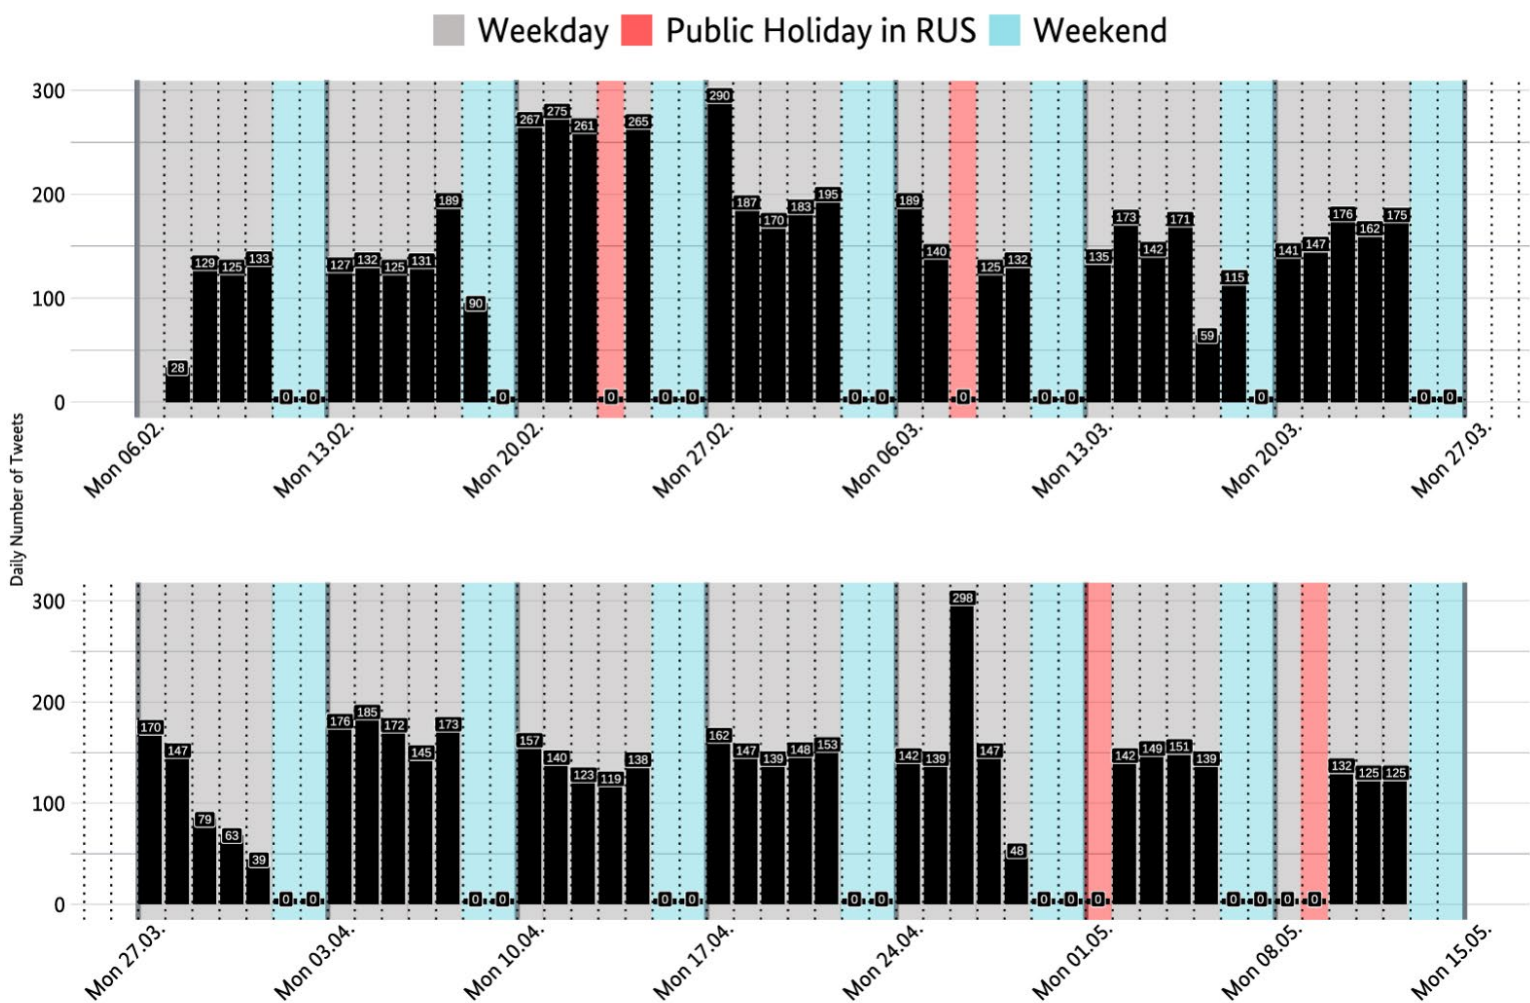 Weekday Public Holiday in RUS Weekend
Daily Number of Tweets
300
200
100
0
28 129 125 133 0 0 127 132 125 131 189 90 0 267 275 261 0 265 0 0 290 187 170 183 195 0 0 189 140 0 125 132 0 0 135 173 142 171 59 115 0 141 147 176 162 175 0 0
Mon 06.02. Mon 13.02. Mon 20.02. Mon 27.02. Mon 06.03. Mon 13.03. Mon 20.03. Mon 27.03.
300
200
100
0
170 147 79 63 39 0 0 176 185 172 145 173 0 0 157 140 123 119 138 0 0 162 147 139 148 153 0 0 142 139 298 147 48 0 0 0 142 149 151 139 0 0 0 0 132 125 125
Mon 27.03. Mon 03.04. Mon 10.04. Mon 17.04. Mon 24.04. Mon 01.05. Mon 08.05. Mon 15.05.